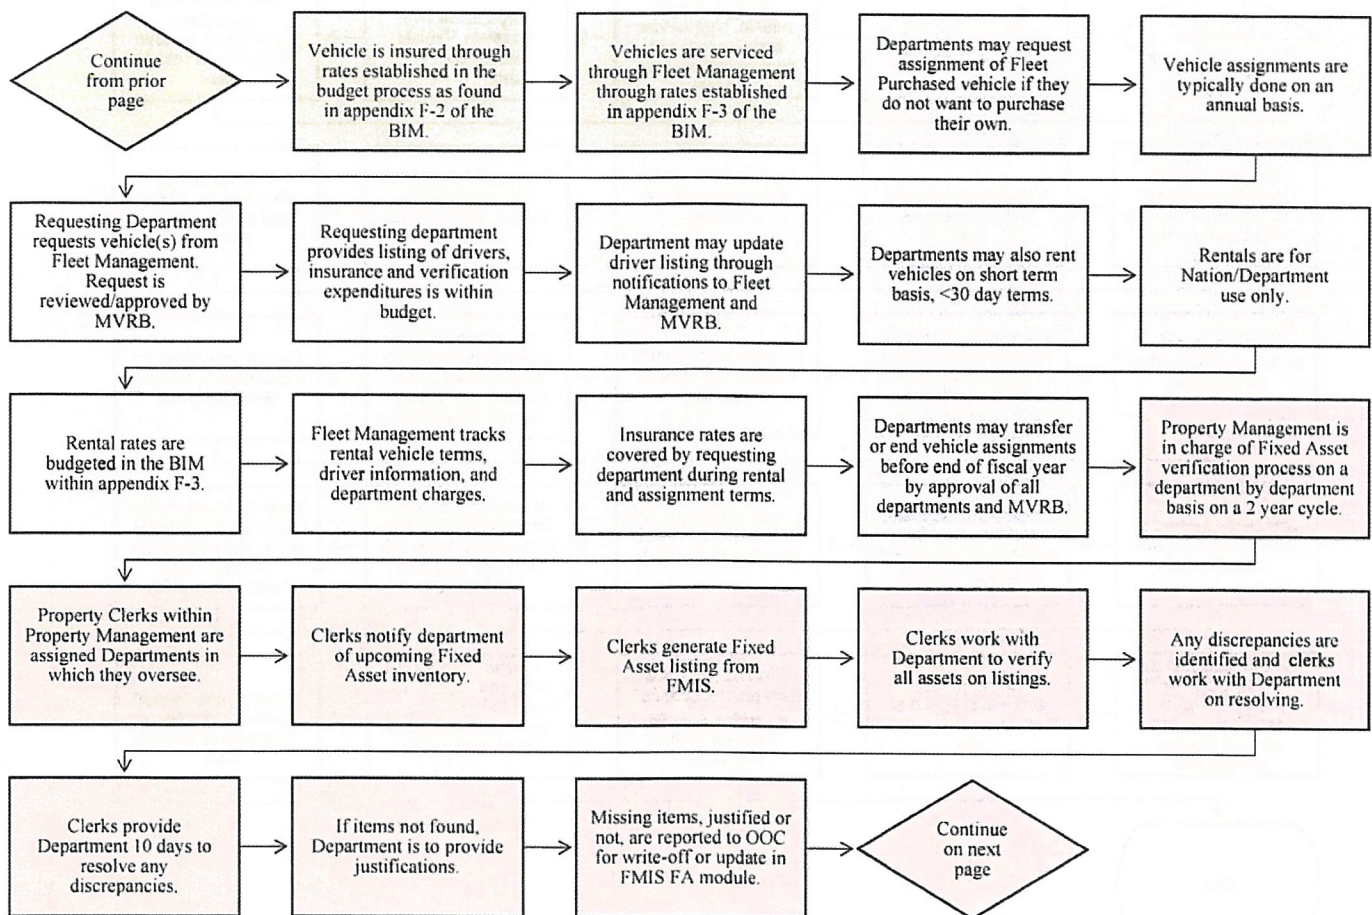 Continue
from prior
page
Vehicle is insured through
rates established in the
budget process as found
in appendix F-2 of the
BIM.
Vehicles are serviced
through Fleet Management
through rates established
in appendix F-3 of the
BIM.
Departments may request
assignment of Fleet
Purchased vehicle if they
do not want to purchase
their own.
Vehicle assignments are
typically done on an
annual basis.
Requesting Department
requests vehicle(s) from
Fleet Management.
Request is
reviewed/approved by
MVRB.
Requesting department
provides listing of drivers,
insurance and verification
expenditures is within
budget.
Department may update
driver listing through
notifications to Fleet
Management and
MVRB.
Departments may also rent
vehicles on short term
basis, <30 day terms.
Rentals are for
Nation/Department
use only.
Rental rates are
budgeted in the BIM
within appendix F-3.
Fleet Management tracks
rental vehicle terms,
driver information, and
department charges.
Insurance rates are
covered by requesting
department during rental
and assignment terms.
Departments may transfer
or end vehicle assignments
before end of fiscal year
by approval of all
departments and MVRB.
Property Management is
in charge of Fixed Asset
verification process on a
department by department
basis on a 2 year cycle.
Property Clerks within
Property Management are
assigned Departments in
which they oversee.
Clerks notify department
of upcoming Fixed
Asset inventory.
Clerks generate Fixed
Asset listing from
FMIS.
Clerks work with
Department to verify
all assets on listings.
Any discrepancies are
identified and clerks
work with Department
on resolving.
Clerks provide
Department 10 days to
resolve any
discrepancies.
If items not found,
Department is to provide
justifications.
Missing items, justified or
not, are reported to OOC
for write-off or update in
FMIS FA module.
Continue
on next
page